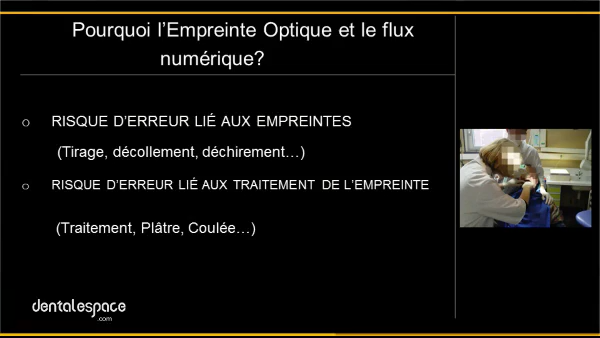 Pourquoi l’Empreinte Optique et le flux
numérique?
o RISQUE D’ERREUR LIÉ AUX EMPREINTES
(Tirage, décollement, déchirement…)
o RISQUE D’ERREUR LIÉ AUX TRAITEMENT DE L’EMPREINTE
(Traitement, Plâtre, Coulée…)
dentalespace
.com